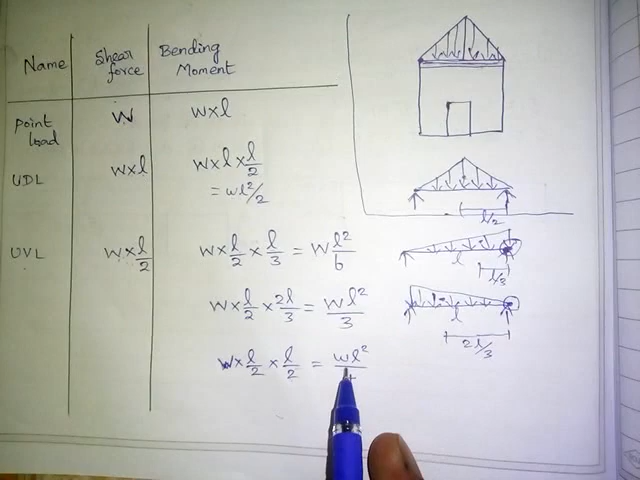 Name Shear force Bending Moment
Point Load W W×l
UDL W×l W×l×l/2
= wl²/2
UVL W×l/2 W×l/2×l/3 = Wl²/6
W×l/2×2l/3 = Wl²/3
W×l/2×l/2 = wl²/
l/2
l
l/3
l
2l/3